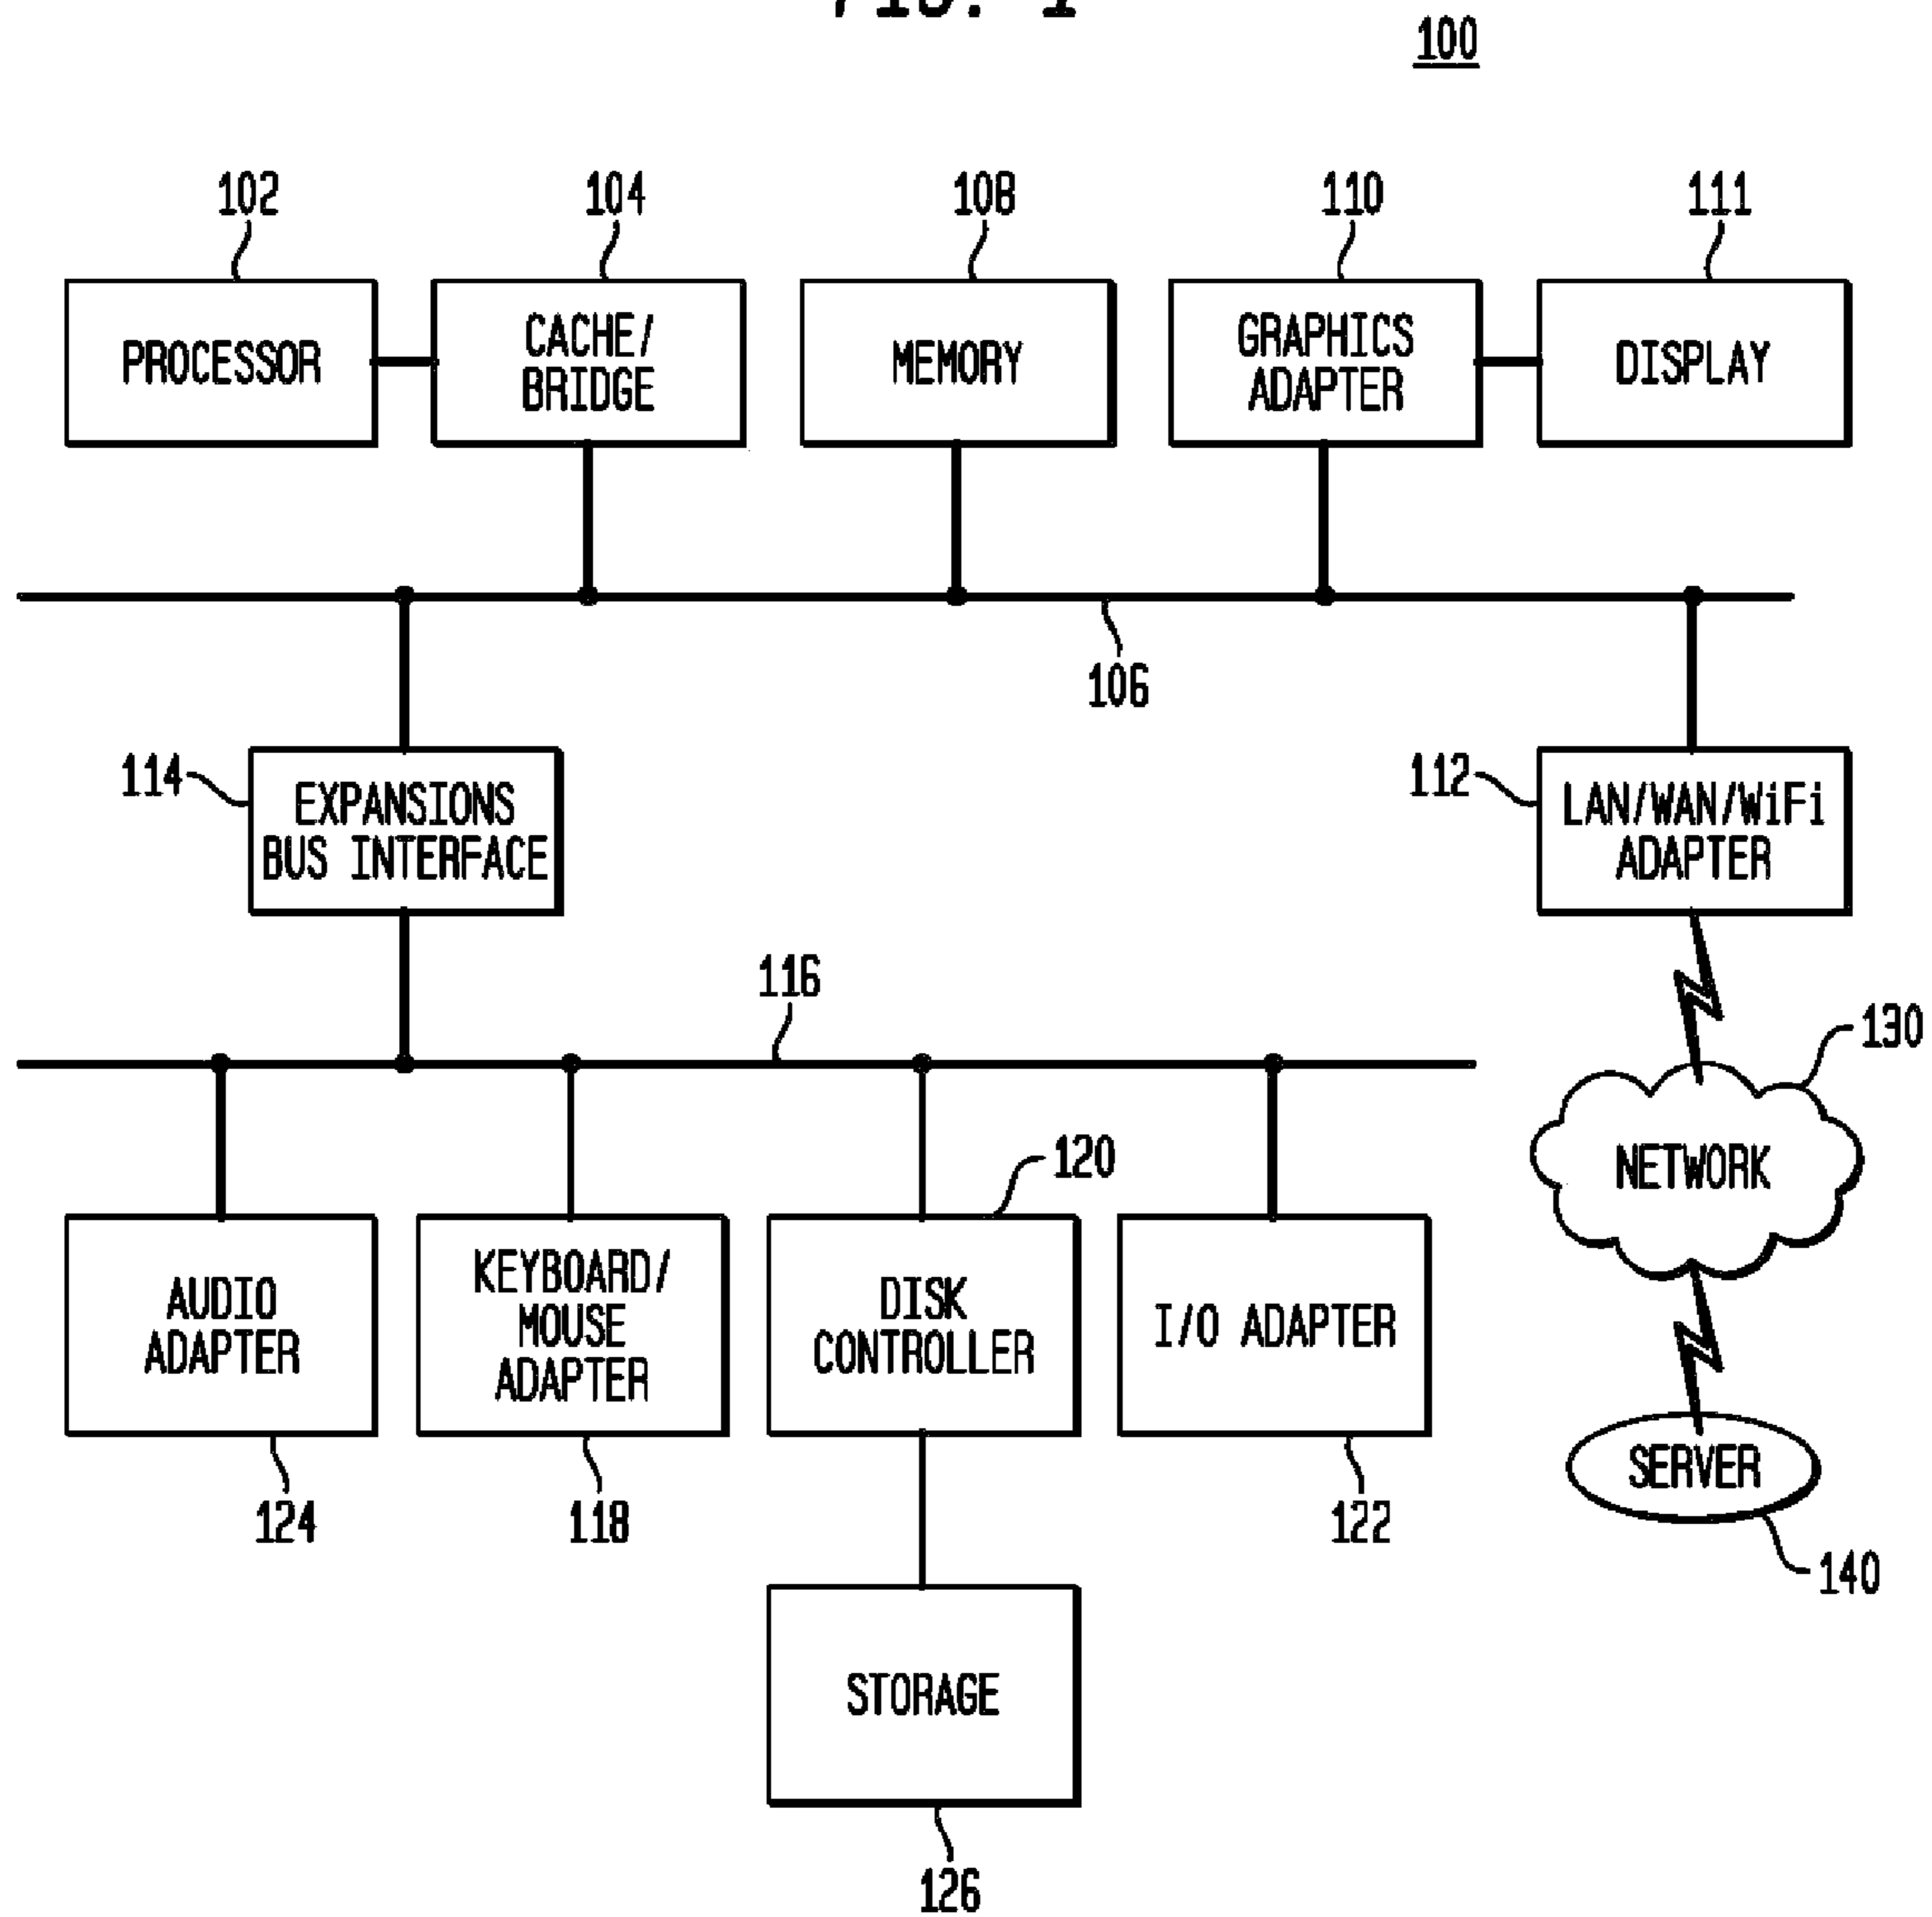 FIG. 1
100
102
104
108
110
111
PROCESSOR
CACHE/
BRIDGE
MEMORY
GRAPHICS
ADAPTER
DISPLAY
106
114
EXPANSIONS
BUS INTERFACE
112
LAN/WAN/WiFi
ADAPTER
116
130
NETWORK
120
AUDIO
ADAPTER
KEYBOARD/
MOUSE
ADAPTER
DISK
CONTROLLER
I/O ADAPTER
124
118
122
SERVER
140
STORAGE
126